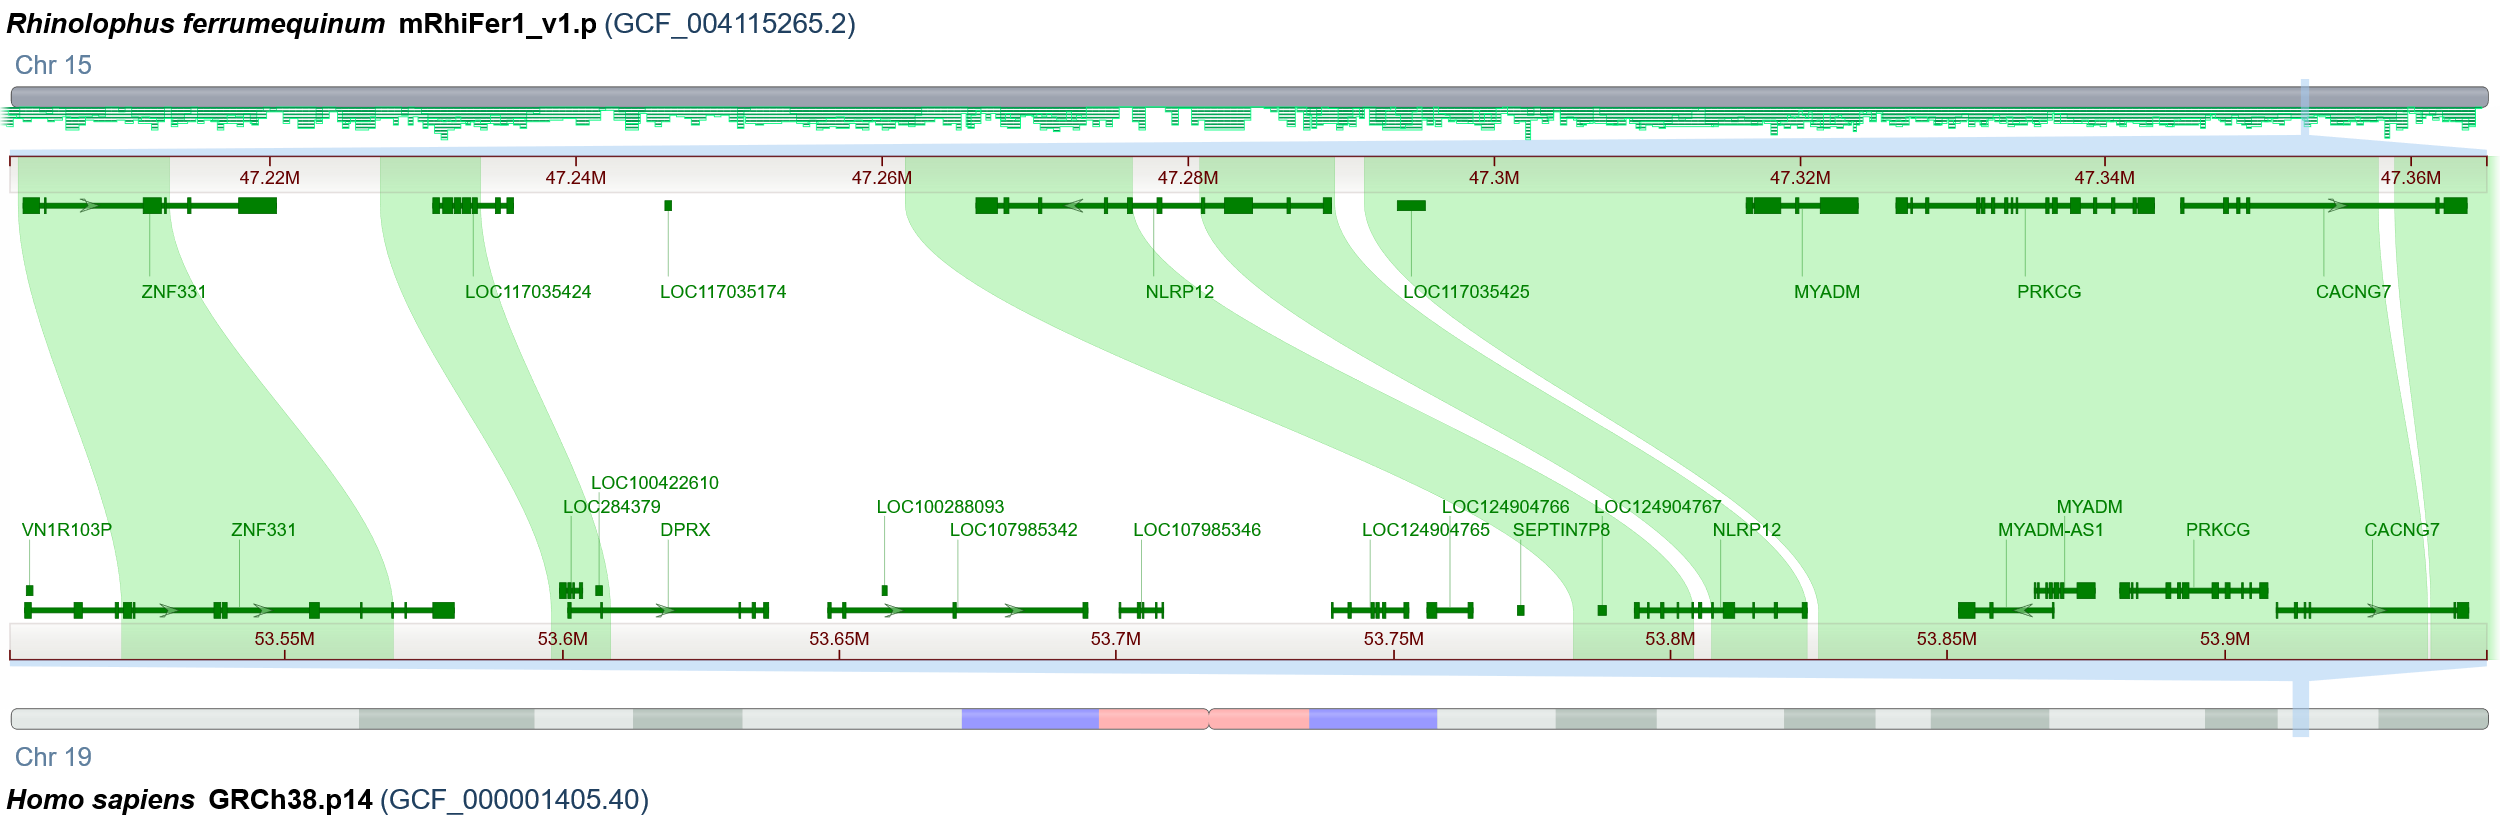 Rhinolophus ferrumequinum mRhiFer1_v1.p (GCF_004115265.2)
Chr 15
47.22M 47.24M 47.26M 47.28M 47.3M 47.32M 47.34M 47.36M
ZNF331 LOC117035424 LOC117035174 NLRP12 LOC117035425 MYADM PRKCG CACNG7
LOC100422610
LOC284379 LOC100288093 LOC124904766 LOC124904767 MYADM
VN1R103P ZNF331 DPRX LOC107985342 LOC107985346 LOC124904765 SEPTIN7P8 NLRP12 MYADM-AS1 PRKCG CACNG7
53.55M 53.6M 53.65M 53.7M 53.75M 53.8M 53.85M 53.9M
Chr 19
Homo sapiens GRCh38.p14 (GCF_000001405.40)